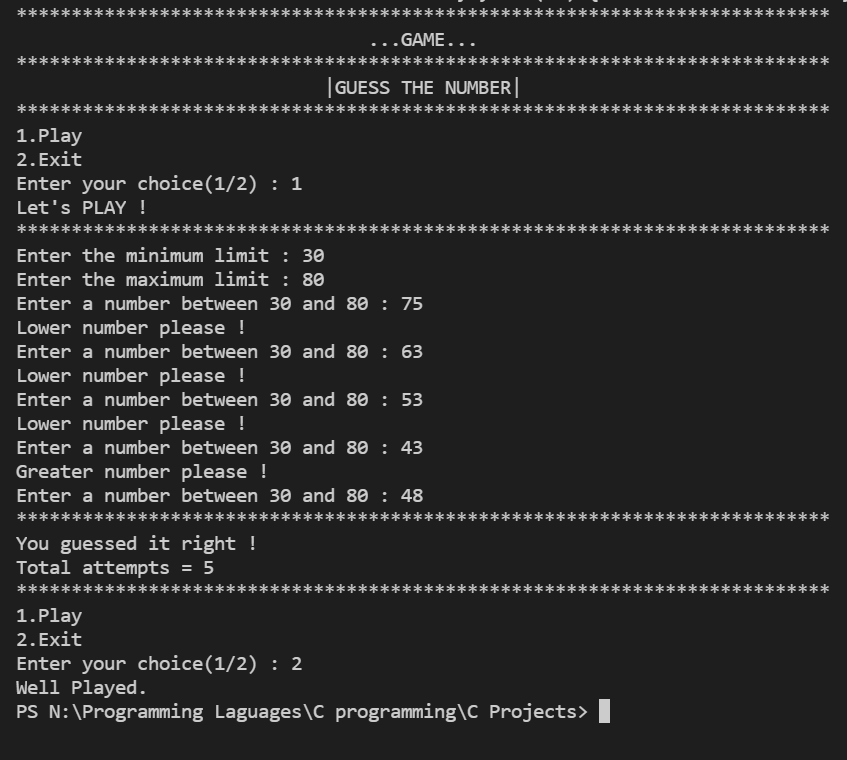 **************************************************************************
...GAME...
**************************************************************************
|GUESS THE NUMBER|
**************************************************************************
1.Play
2.Exit
Enter your choice(1/2) : 1
Let's PLAY !
**************************************************************************
Enter the minimum limit : 30
Enter the maximum limit : 80
Enter a number between 30 and 80 : 75
Lower number please !
Enter a number between 30 and 80 : 63
Lower number please !
Enter a number between 30 and 80 : 53
Lower number please !
Enter a number between 30 and 80 : 43
Greater number please !
Enter a number between 30 and 80 : 48
**************************************************************************
You guessed it right !
Total attempts = 5
**************************************************************************
1.Play
2.Exit
Enter your choice(1/2) : 2
Well Played.
PS N:\Programming Laguages\C programming\C Projects>